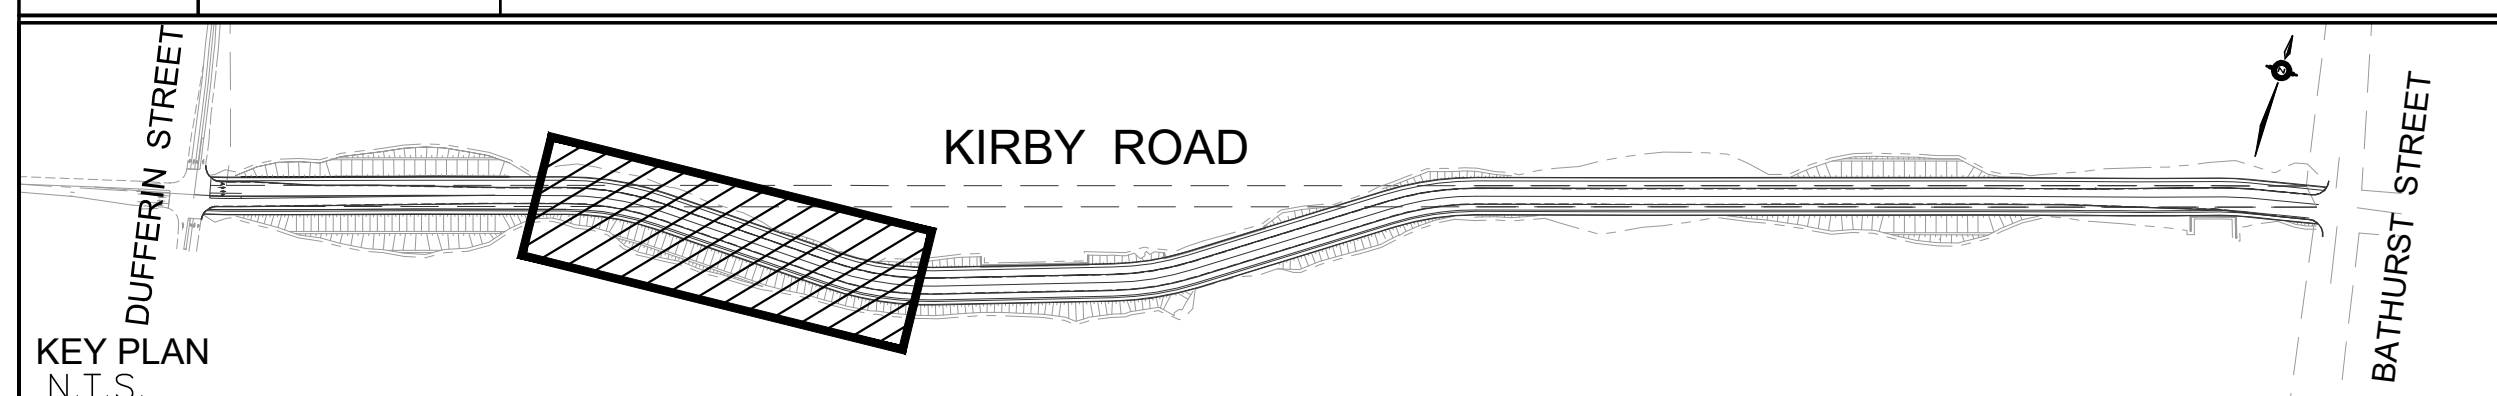 DUFFERIN STREET
KIRBY ROAD
BATHURST STREET
N
KEY PLAN
N.T.S.